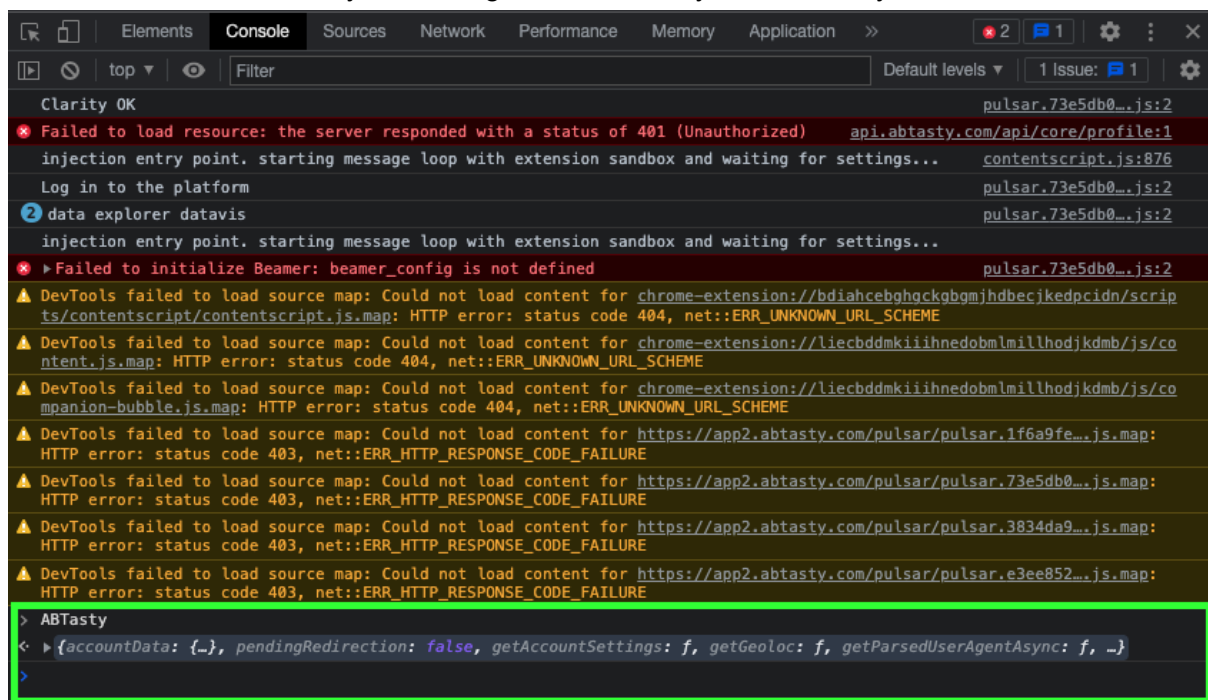 Elements Console Sources Network Performance Memory Application » 2 1
top ▼ Filter Default levels ▼ 1 Issue: 1
Clarity OK pulsar.73e5db0….js:2
Failed to load resource: the server responded with a status of 401 (Unauthorized) api.abtasty.com/api/core/profile:1
injection entry point. starting message loop with extension sandbox and waiting for settings... contentscript.js:876
Log in to the platform pulsar.73e5db0….js:2
2 data explorer datavis pulsar.73e5db0….js:2
injection entry point. starting message loop with extension sandbox and waiting for settings...
▶Failed to initialize Beamer: beamer_config is not defined pulsar.73e5db0….js:2
DevTools failed to load source map: Could not load content for chrome-extension://bdiahcebghgckgbgmjhdbecjkedpcidn/scrip
ts/contentscript/contentscript.js.map: HTTP error: status code 404, net::ERR_UNKNOWN_URL_SCHEME
DevTools failed to load source map: Could not load content for chrome-extension://liecbddmkiiihnedobmlmillhodjkdmb/js/co
ntent.js.map: HTTP error: status code 404, net::ERR_UNKNOWN_URL_SCHEME
DevTools failed to load source map: Could not load content for chrome-extension://liecbddmkiiihnedobmlmillhodjkdmb/js/co
mpanion-bubble.js.map: HTTP error: status code 404, net::ERR_UNKNOWN_URL_SCHEME
DevTools failed to load source map: Could not load content for https://app2.abtasty.com/pulsar/pulsar.1f6a9fe….js.map:
HTTP error: status code 403, net::ERR_HTTP_RESPONSE_CODE_FAILURE
DevTools failed to load source map: Could not load content for https://app2.abtasty.com/pulsar/pulsar.73e5db0….js.map:
HTTP error: status code 403, net::ERR_HTTP_RESPONSE_CODE_FAILURE
DevTools failed to load source map: Could not load content for https://app2.abtasty.com/pulsar/pulsar.3834da9….js.map:
HTTP error: status code 403, net::ERR_HTTP_RESPONSE_CODE_FAILURE
DevTools failed to load source map: Could not load content for https://app2.abtasty.com/pulsar/pulsar.e3ee852….js.map:
HTTP error: status code 403, net::ERR_HTTP_RESPONSE_CODE_FAILURE
> ABTasty
▶{accountData: {…}, pendingRedirection: false, getAccountSettings: ƒ, getGeoloc: ƒ, getParsedUserAgentAsync: ƒ, …}
>